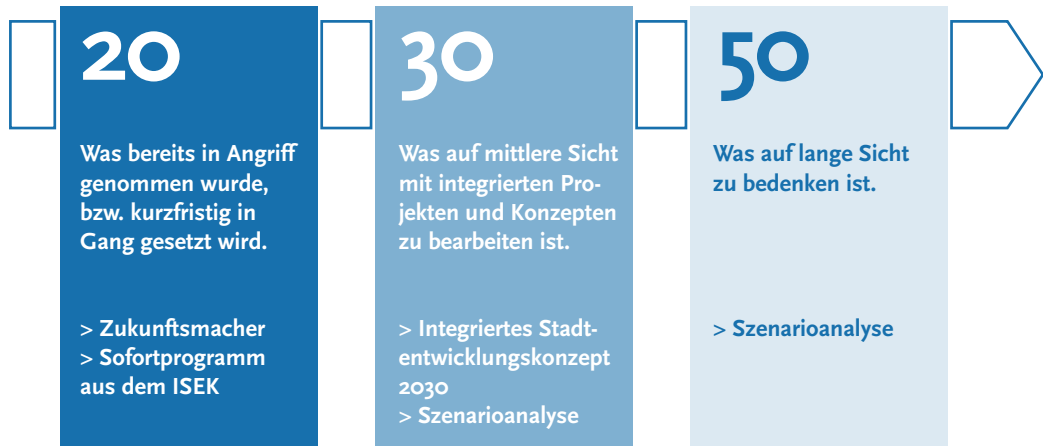 20
Was bereits in Angriff
genommen wurde,
bzw. kurzfristig in
Gang gesetzt wird.
> Zukunftsmacher
> Sofortprogramm
aus dem ISEK
30
Was auf mittlere Sicht
mit integrierten Pro-
jekten und Konzepten
zu bearbeiten ist.
> Integriertes Stadt-
entwicklungskonzept
2030
> Szenarioanalyse
50
Was auf lange Sicht
zu bedenken ist.
> Szenarioanalyse